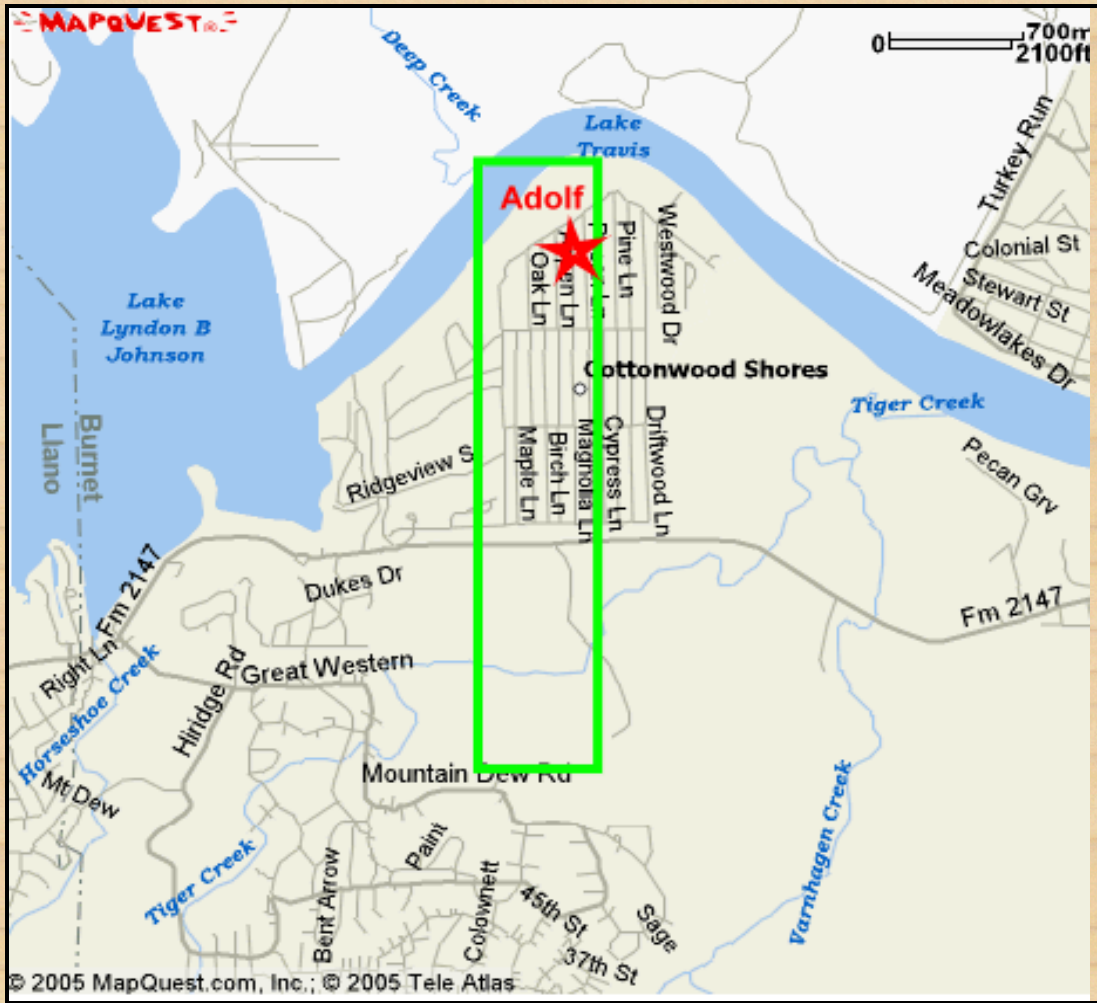 MAPQUEST®
0 700m
2100ft
Deep Creek
Lake
Travis
Turkey Run
Adolf
Westwood Dr
Pine Ln
Oak Ln
Colonial St
Stewart St
Meadowlakes Dr
Lake
Lyndon B
Johnson
Cottonwood Shores
Tiger Creek
Burnet
Llano
Maple Ln
Birch Ln
Magnolia Ln
Cypress Ln
Driftwood Ln
Pecan Grv
Ridgeview S
Fm 2147
Dukes Dr
Fm 2147
Right Ln
Great Western
Hiridge Rd
Horseshoe Creek
Mountain Dew Rd
Mt Dew
Varnhagen Creek
Tiger Creek
Paint
Bent Arrow
Colownett
45th St
Sage
37th St
© 2005 MapQuest.com, Inc.; © 2005 Tele Atlas